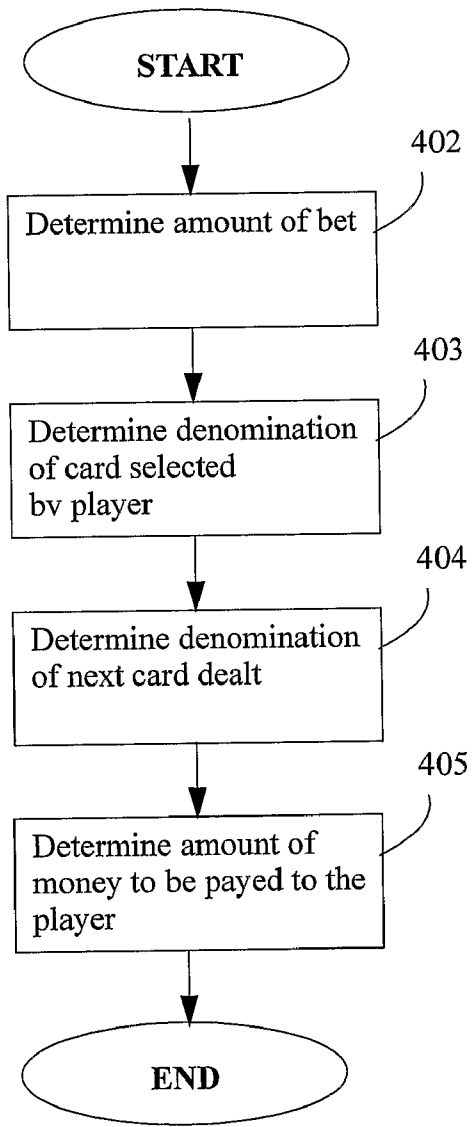 START
402
Determine amount of bet
403
Determine denomination
of card selected
bv player
404
Determine denomination
of next card dealt
405
Determine amount of
money to be payed to the
player
END